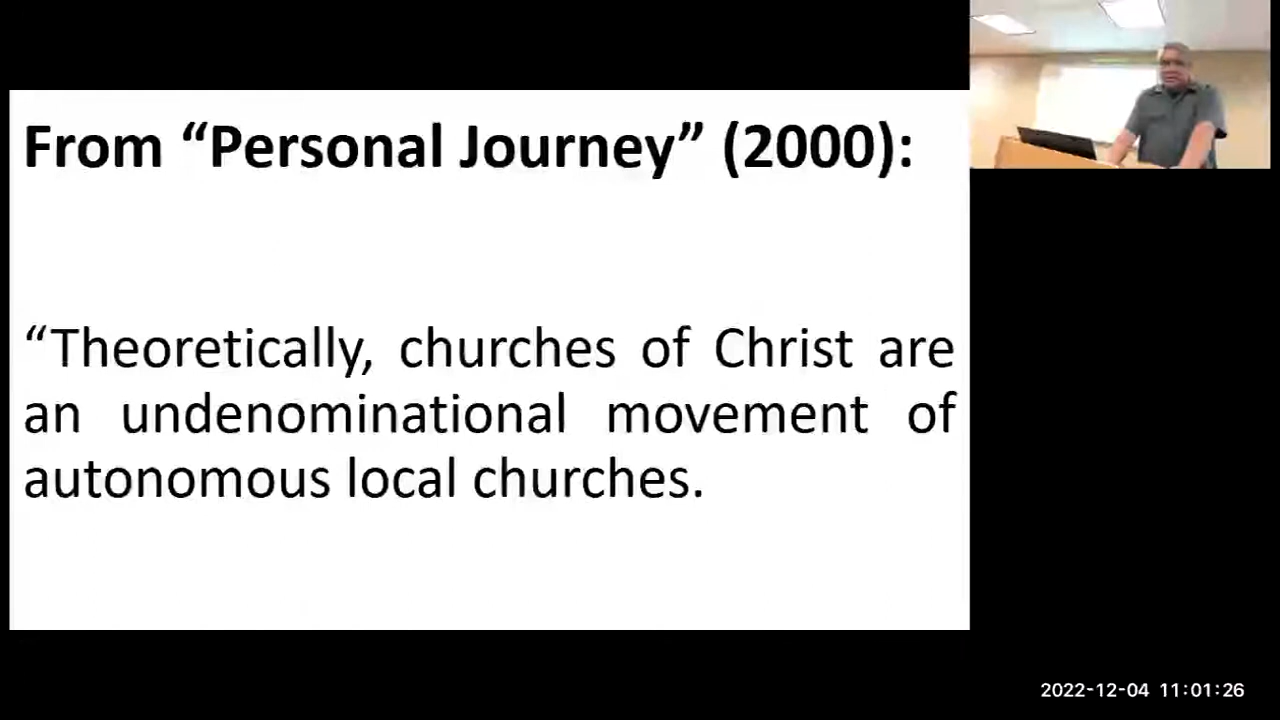 From “Personal Journey” (2000):
“Theoretically, churches of Christ are
an undenominational movement of
autonomous local churches.
2022-12-04 11:01:26